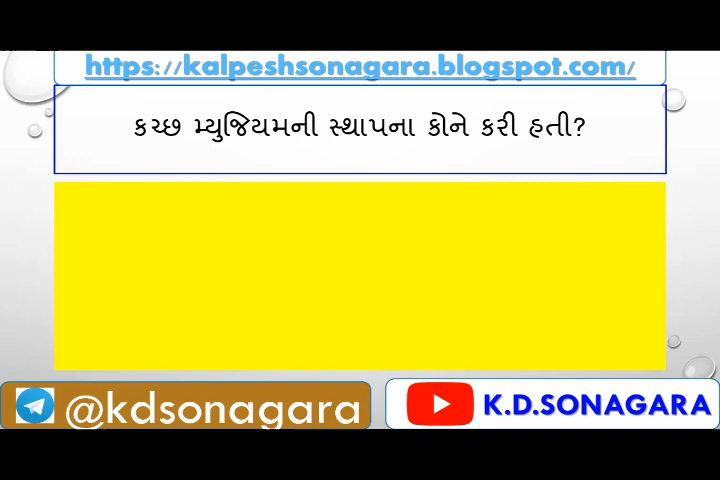 https://kalpeshsonagara.blogspot.com/
કચ્છ મ્યુજિયમની સ્થાપના કોને કરી હતી?
@kdsonagara
K.D.SONAGARA